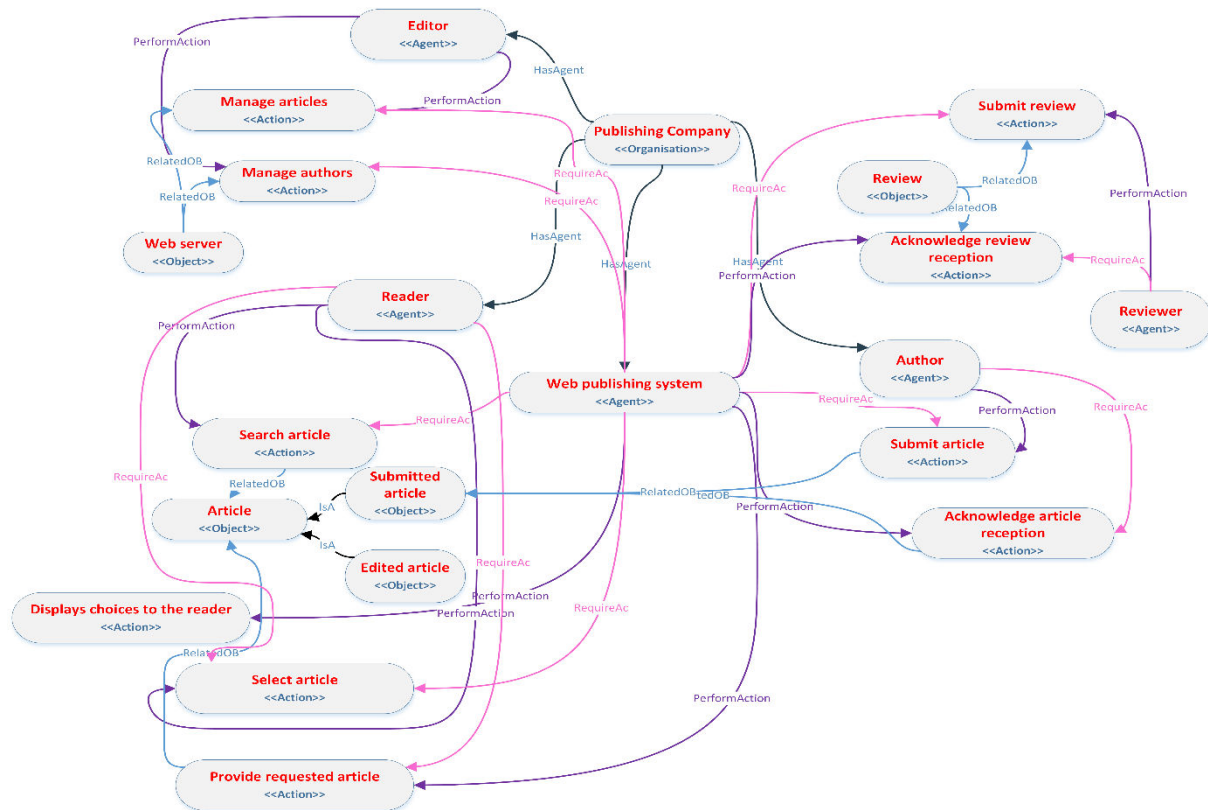 Editor
<<Agent>>
PerformAction
HasAgent
Manage articles
<<Action>>
PerformAction
Submit review
<<Action>>
Publishing Company
<<Organisation>>
RelatedOB
Manage authors
<<Action>>
RelatedOB
RequireAc
RequireAc
RequireAc
Review
<<Object>>
RelatedOB
PerformAction
RelatedOB
Web server
<<Object>>
HasAgent
HasAgent
HasAgent
PerformAction
Acknowledge review
reception
<<Action>>
RequireAc
Reader
<<Agent>>
Reviewer
<<Agent>>
PerformAction
Author
<<Agent>>
Web publishing system
<<Agent>>
RequireAc
PerformAction
RequireAc
Search article
<<Action>>
RequireAc
Submit article
<<Action>>
RequireAc
RelatedOB
Submitted
article
<<Object>>
RelatedOB
tedOB
IsA
Article
<<Object>>
Acknowledge article
reception
<<Action>>
PerformAction
IsA
Edited article
<<Object>>
RequireAc
Displays choices to the reader
<<Action>>
PerformAction
RequireAc
PerformAction
RelatedOB
Select article
<<Action>>
PerformAction
Provide requested article
<<Action>>